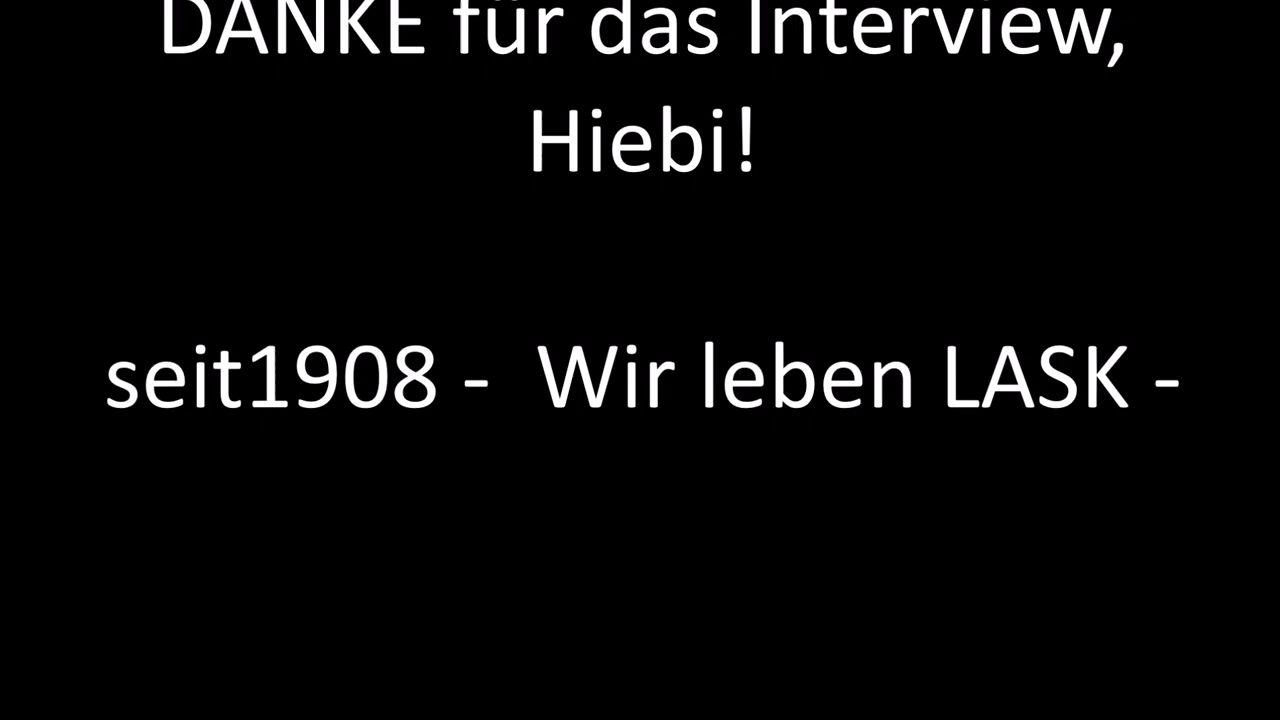 DANKE für das Interview,
Hiebi!
seit1908 -  Wir leben LASK -